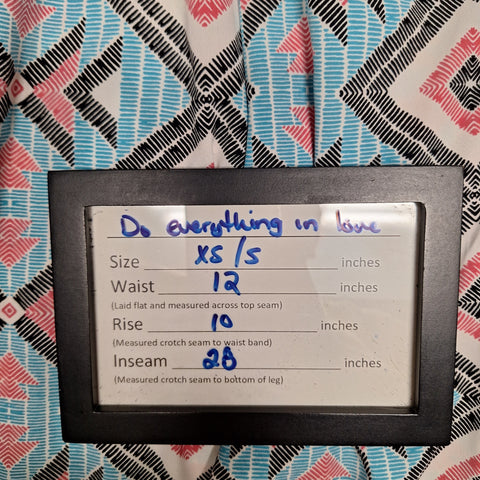 Do everything in love
Size XS/S inches
Waist 12 inches
(Laid flat and measured across top seam)
Rise 10 inches
(Measured crotch seam to waist band)
Inseam 28 inches
(Measured crotch seam to bottom of leg)